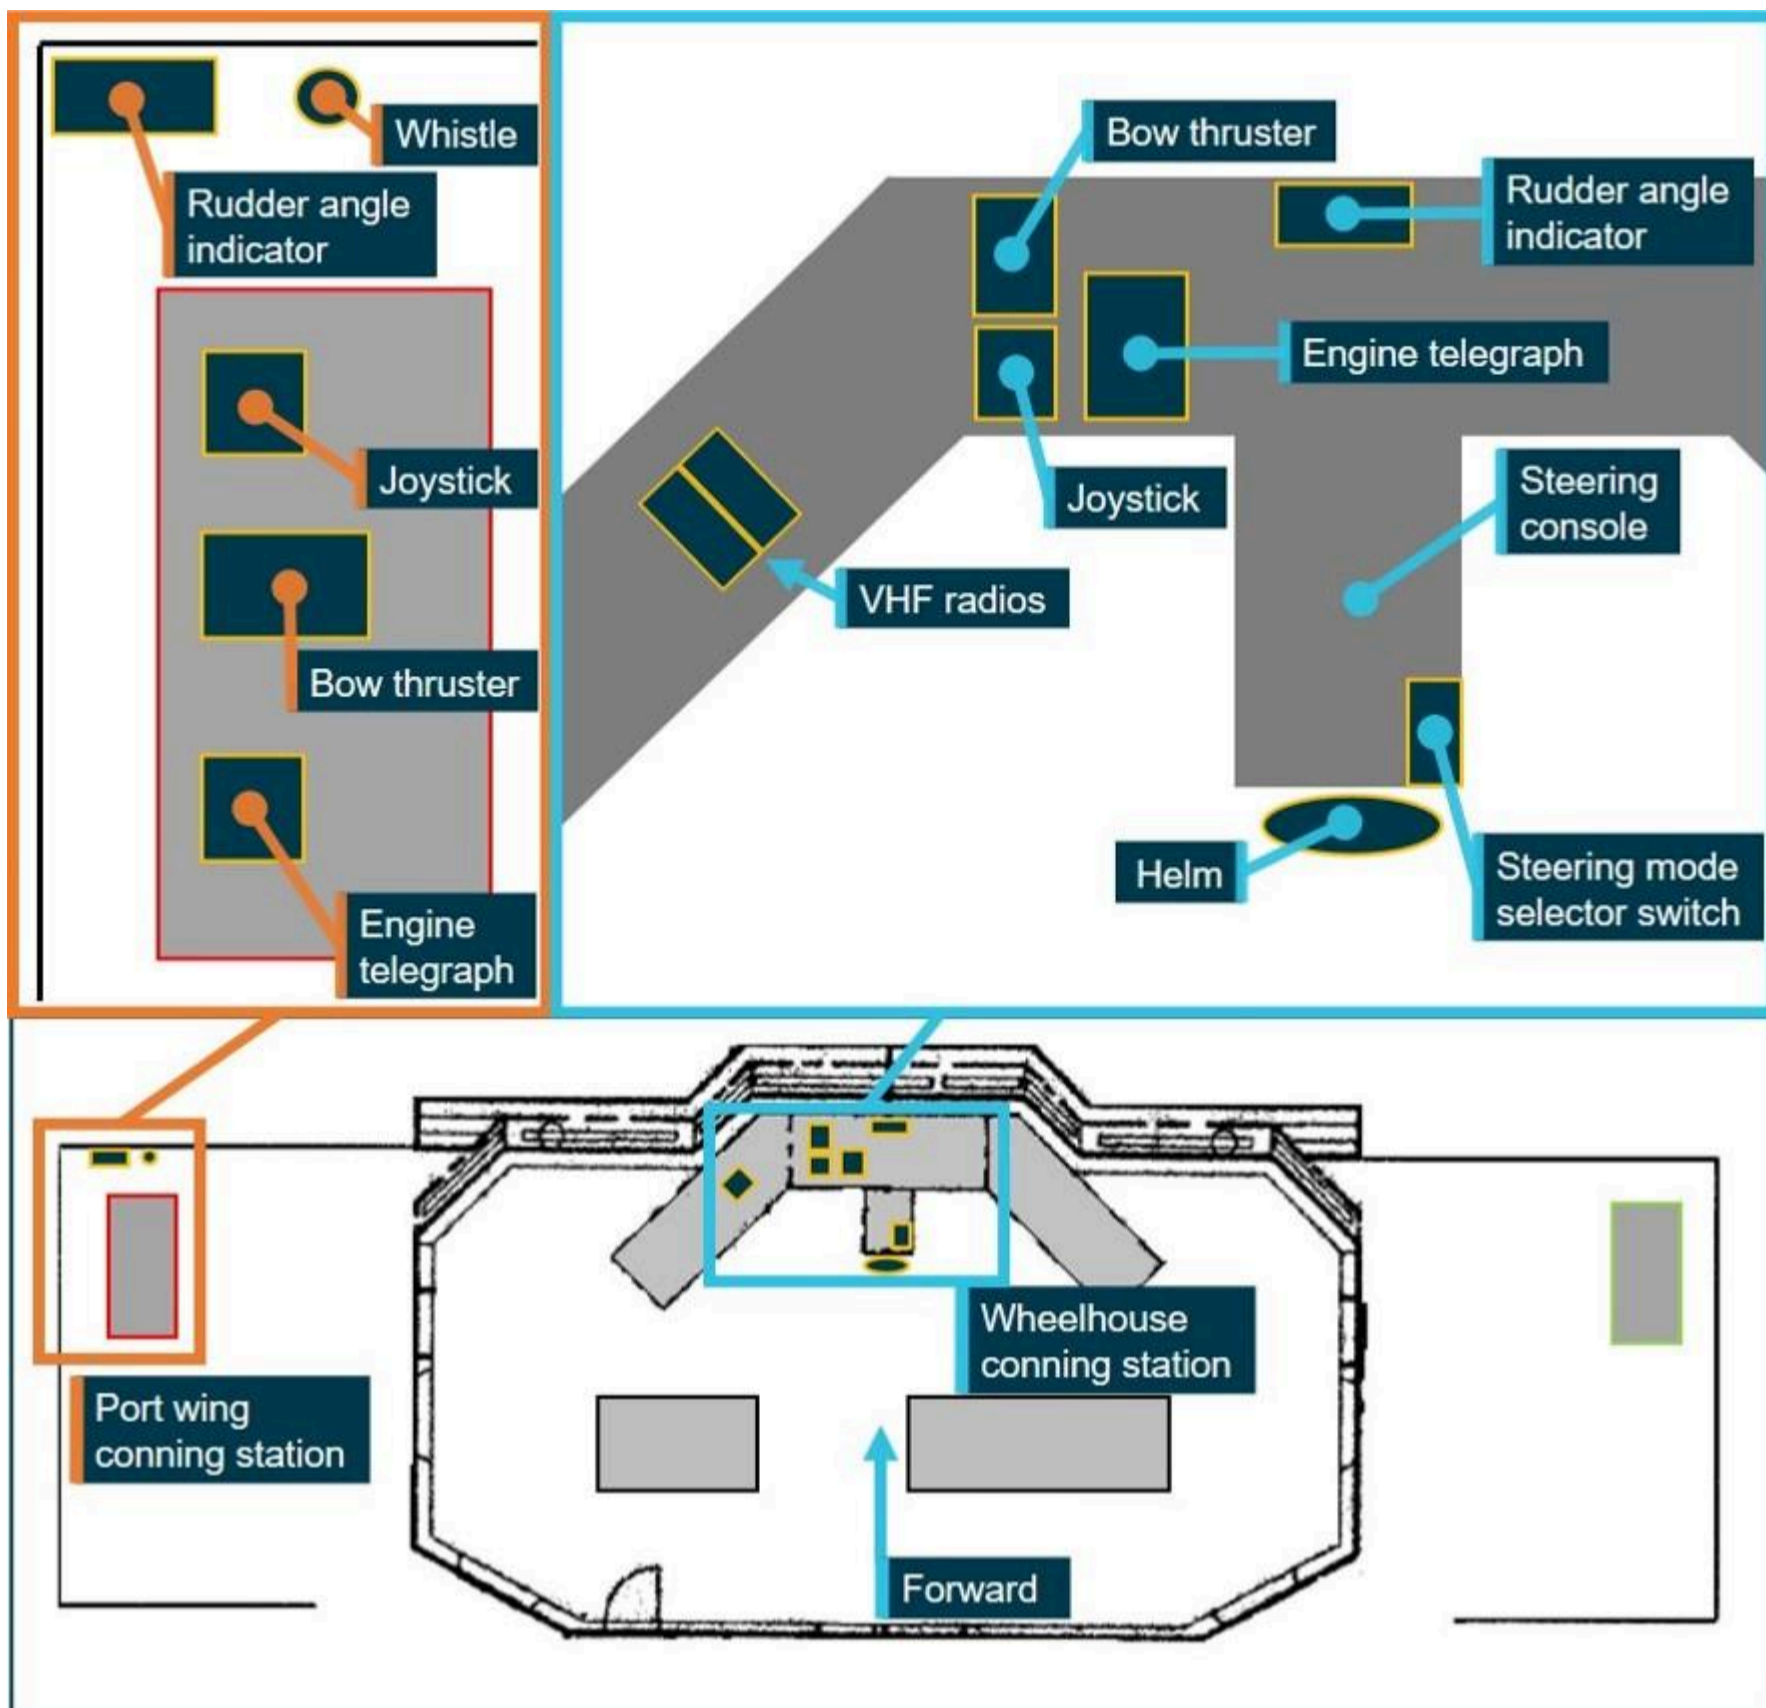 Whistle
Rudder angle
indicator
Joystick
Bow thruster
Engine
telegraph
Bow thruster
Rudder angle
indicator
Engine telegraph
Joystick
Steering
console
VHF radios
Helm
Steering mode
selector switch
Wheelhouse
conning station
Port wing
conning station
Forward